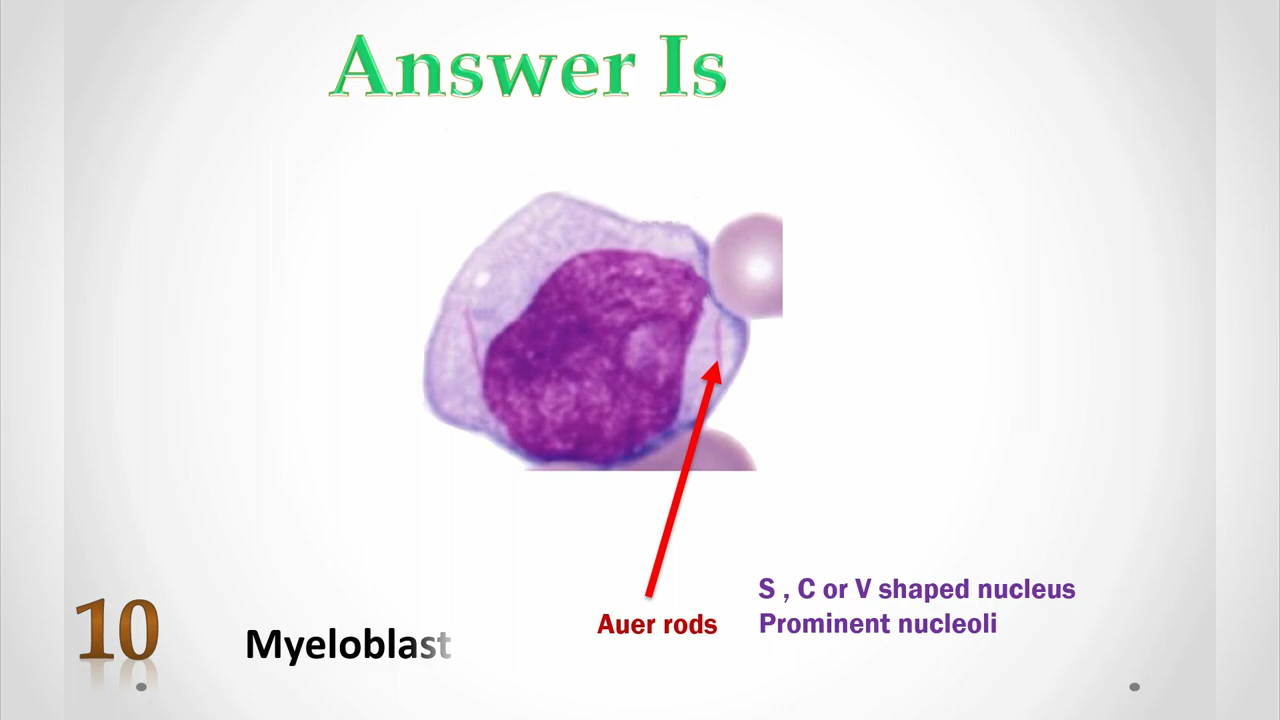 Answer Is
S , C or V shaped nucleus
Auer rods
Prominent nucleoli
10
Myeloblast